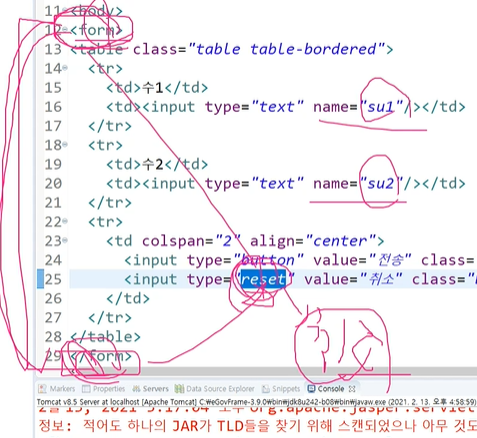 11 <body>
12 <form>
13 <table class="table table-bordered">
14 <tr>
15 <td>수1</td>
16 <td><input type="text" name="su1"/></td>
17 </tr>
18 <tr>
19 <td>수2</td>
20 <td><input type="text" name="su2"/></td>
21 </tr>
22 <tr>
23 <td colspan="2" align="center">
24 <input type="button" value="전송" class=
25 <input type="reset" value="취소" class="
26 </td>
27 </tr>
28 </table>
29 </form>
Markers Properties Servers Data Source Explorer Snippets Console
Tomcat v8.5 Server at localhost [Apache Tomcat] C:\eGovFrame-3.9.0\bin\jdk8u242-b08\bin\javaw.exe (2021. 2. 13. 오후 4:58:59)
2월 13, 2021 5:17:04 오후 org.apache.jasper.servlet
정보: 적어도 하나의 JAR가 TLD들을 찾기 위해 스캔되었으나 아무 것도